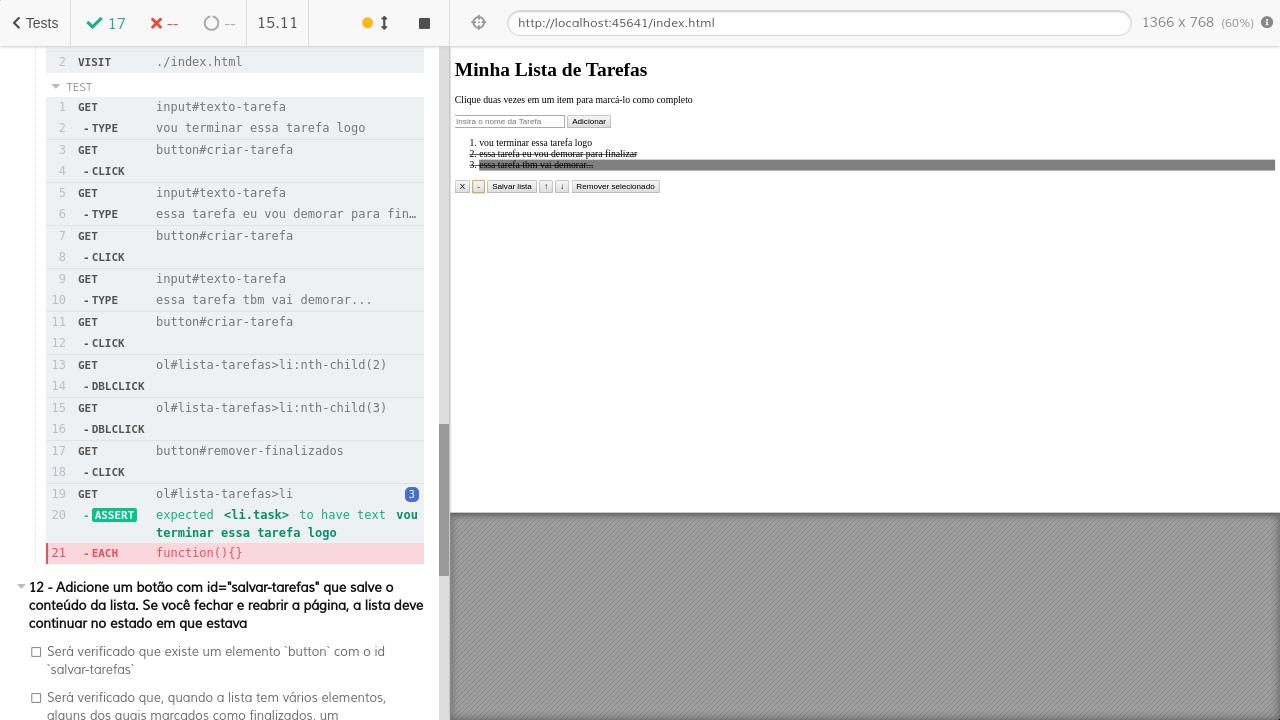 Tests
17
--
--
15.11
http://localhost:45641/index.html
1366 x 768 (60%)
2 VISIT ./index.html
TEST
1 GET input#texto-tarefa
2 - TYPE vou terminar essa tarefa logo
3 GET button#criar-tarefa
4 - CLICK
5 GET input#texto-tarefa
6 - TYPE essa tarefa eu vou demorar para fin…
7 GET button#criar-tarefa
8 - CLICK
9 GET input#texto-tarefa
10 - TYPE essa tarefa tbm vai demorar...
11 GET button#criar-tarefa
12 - CLICK
13 GET ol#lista-tarefas>li:nth-child(2)
14 - DBLCLICK
15 GET ol#lista-tarefas>li:nth-child(3)
16 - DBLCLICK
17 GET button#remover-finalizados
18 - CLICK
19 GET ol#lista-tarefas>li 3
20 - ASSERT expected <li.task> to have text vou
terminar essa tarefa logo
21 - EACH function(){}
12 - Adicione um botão com id="salvar-tarefas" que salve o
conteúdo da lista. Se você fechar e reabrir a página, a lista deve
continuar no estado em que estava
Será verificado que existe um elemento `button` com o id
`salvar-tarefas`
Será verificado que, quando a lista tem vários elementos,
alguns dos quais marcados como finalizados, um
Minha Lista de Tarefas
Clique duas vezes em um item para marcá-lo como completo
Insira o nome da Tarefa Adicionar
1. vou terminar essa tarefa logo
2. essa tarefa eu vou demorar para finalizar
3. essa tarefa tbm vai demorar...
X - Salvar lista ↑ ↓ Remover selecionado